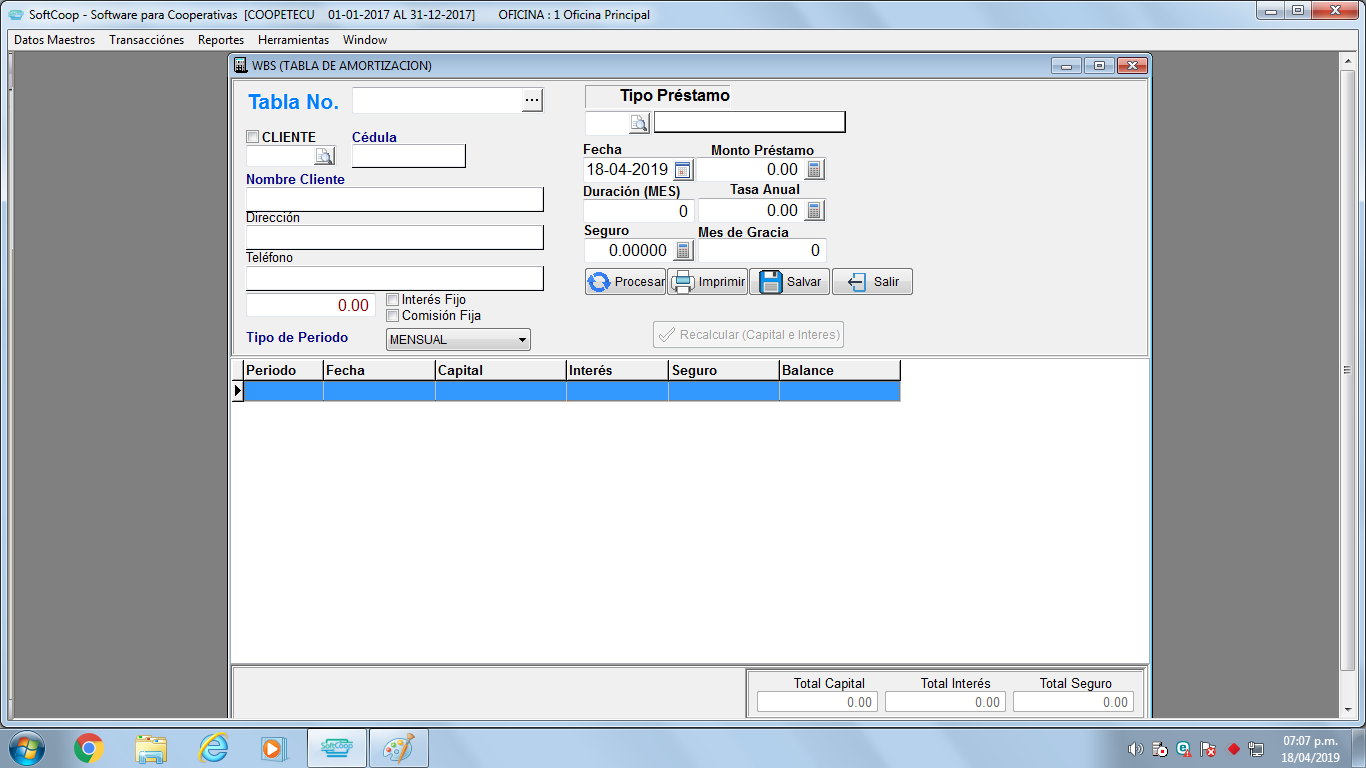 SoftCoop - Software para Cooperativas [COOPETECU 01-01-2017 AL 31-12-2017] OFICINA : 1 Oficina Principal
Datos Maestros Transacciónes Reportes Herramientas Window
WBS (TABLA DE AMORTIZACION)
Tabla No. ...
Tipo Préstamo
CLIENTE Cédula
Fecha Monto Préstamo
18-04-2019 0.00
Nombre Cliente
Duración (MES) Tasa Anual
0 0.00
Dirección
Seguro Mes de Gracia
0.00000 0
Teléfono
Procesar Imprimir Salvar Salir
0.00 Interés Fijo
Comisión Fija
Tipo de Periodo MENSUAL
Recalcular (Capital e Interes)
Periodo Fecha Capital Interés Seguro Balance
Total Capital Total Interés Total Seguro
0.00 0.00 0.00
SoftCoop
07:07 p.m.
18/04/2019